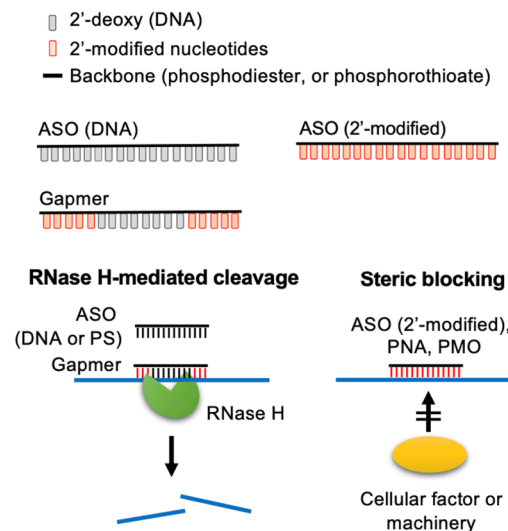 2'-deoxy (DNA)
2'-modified nucleotides
Backbone (phosphodiester, or phosphorothioate)
ASO (DNA)
ASO (2'-modified)
Gapmer
RNase H-mediated cleavage
Steric blocking
ASO
(DNA or PS)
Gapmer
RNase H
ASO (2'-modified),
PNA, PMO
Cellular factor or
machinery